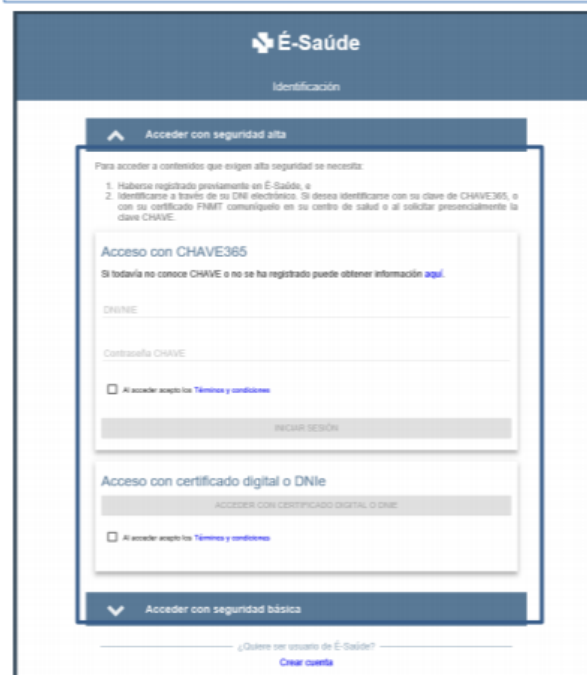 É-Saúde
Identificación
Acceder con seguridad alta
Para acceder a contenidos que exigen alta seguridad se necesita:
1. Haberse registrado previamente en É-Saúde, e
2. Identificarse a través de su DNI electrónico. Si desea identificarse con su clave de CHAVE365, o
con su certificado FNMT comuníquelo en su centro de salud o al solicitar presencialmente la
clave CHAVE.
Acceso con CHAVE365
Si todavía no conoce CHAVE o no se ha registrado puede obtener información aquí.
DNI/NIE
Contraseña CHAVE
Al acceder acepto los Términos y condiciones
INICIAR SESIÓN
Acceso con certificado digital o DNIe
ACCEDER CON CERTIFICADO DIGITAL O DNIE
Al acceder acepto los Términos y condiciones
Acceder con seguridad básica
¿Quiere ser usuario de É-Saúde?
Crear cuenta